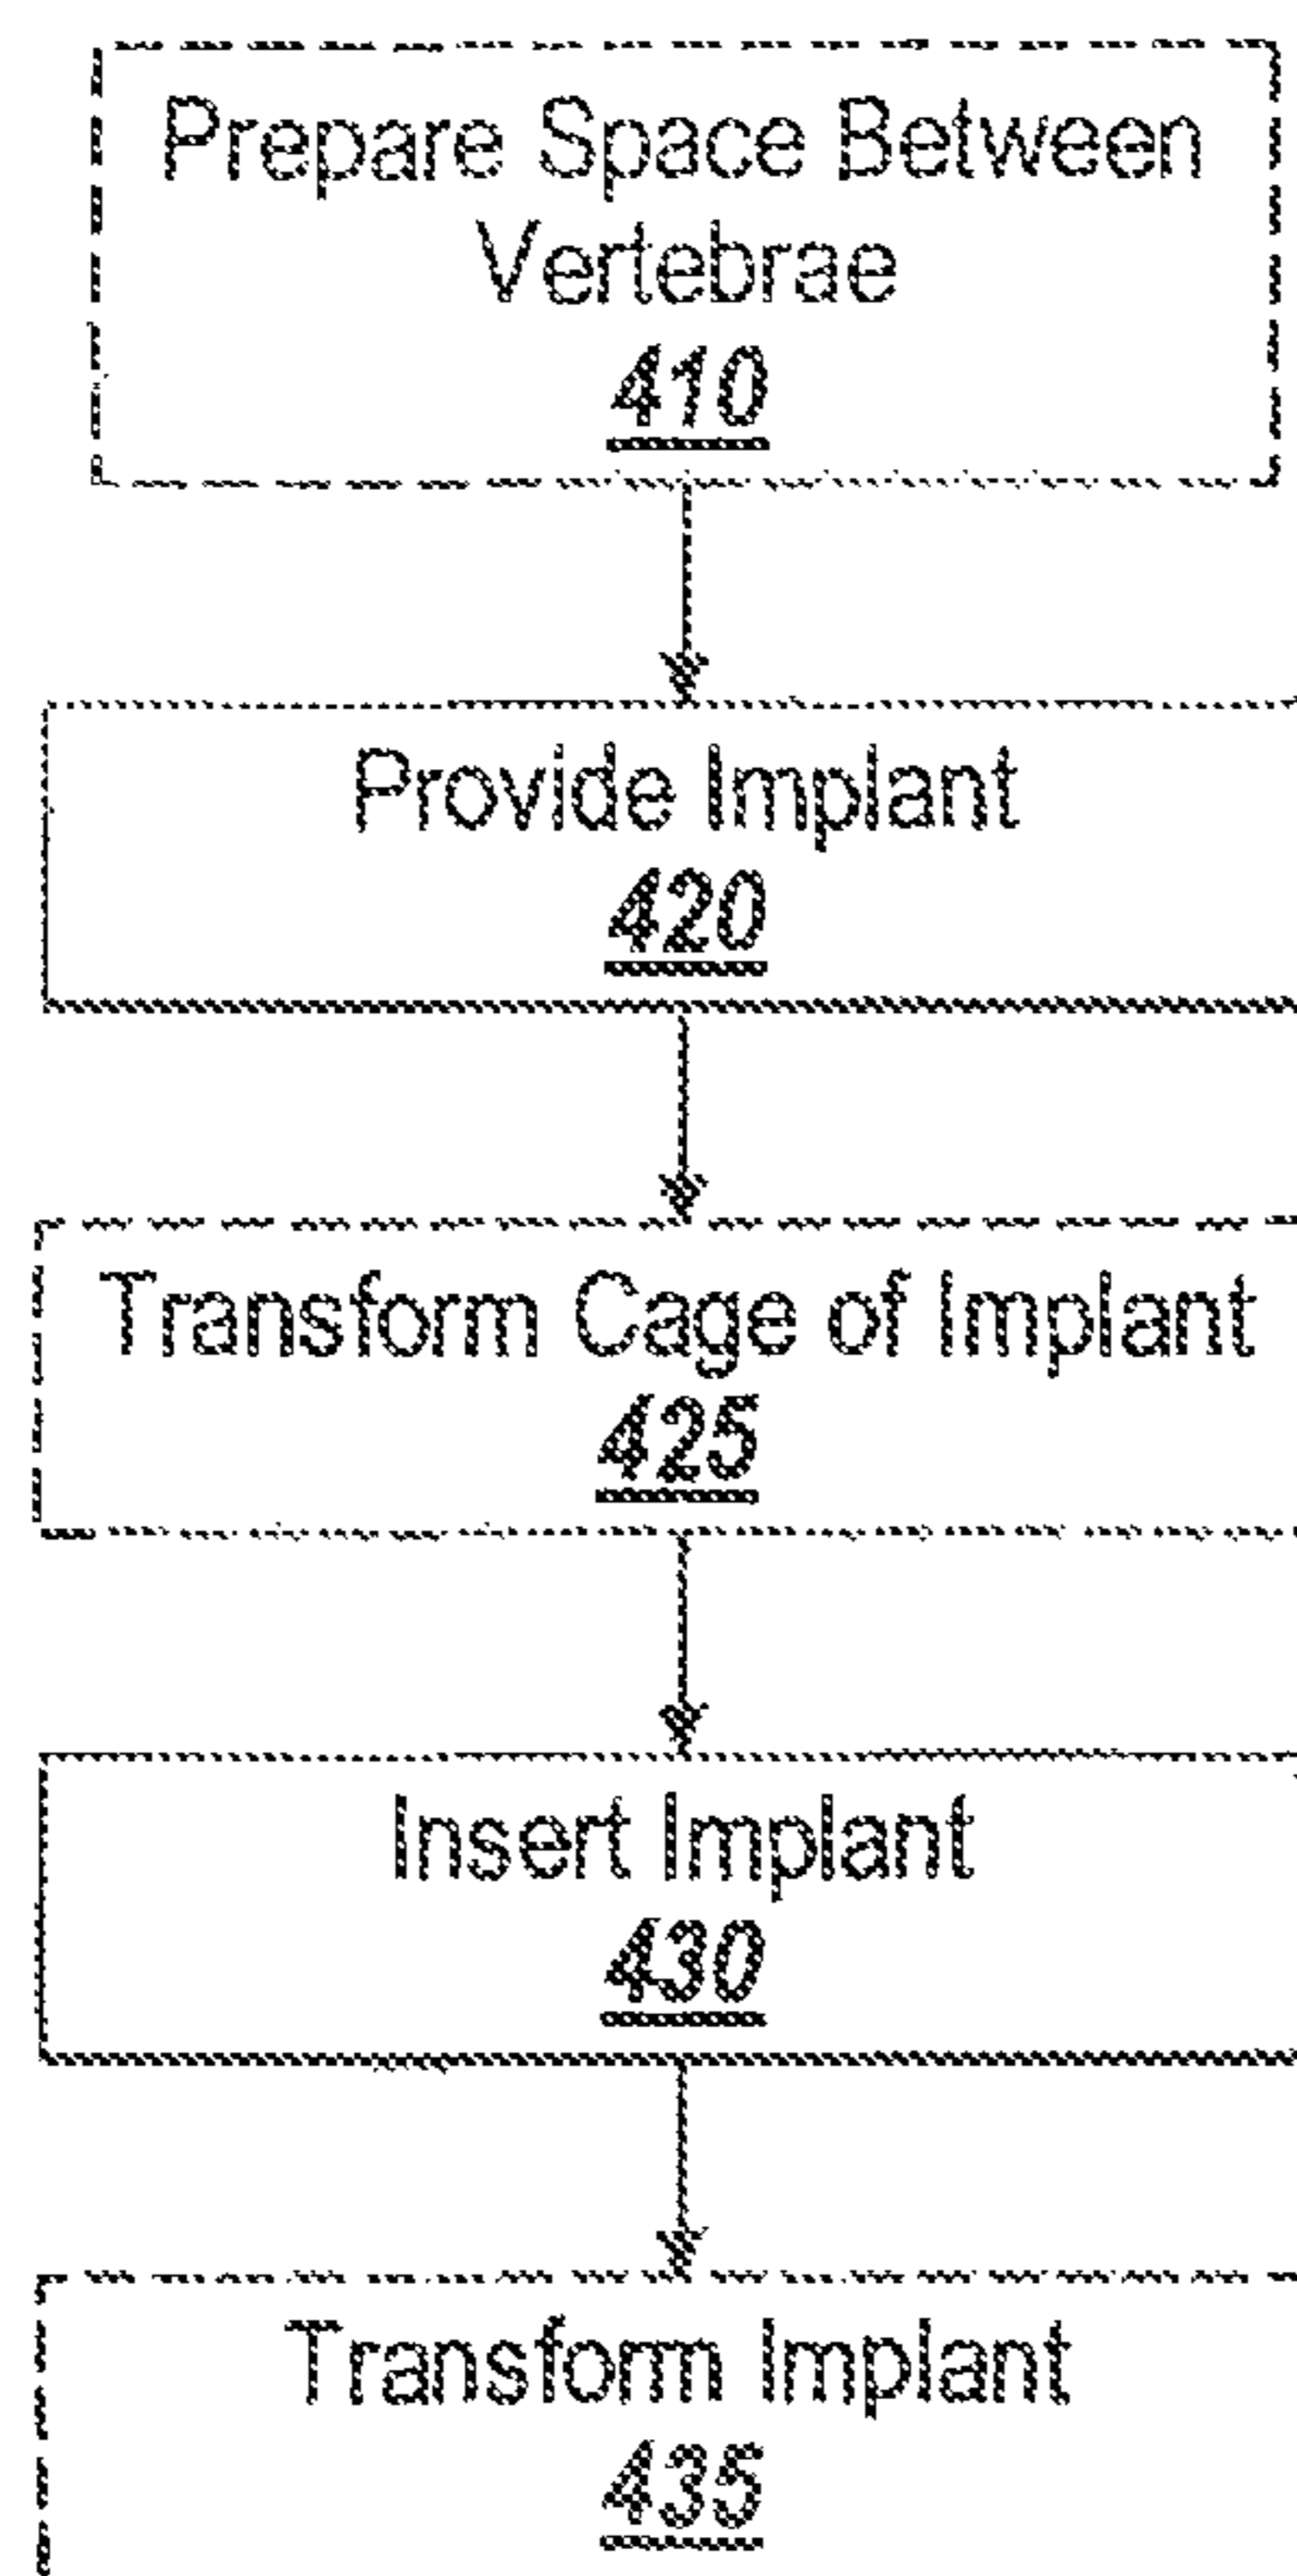 Prepare Space Between
Vertebrae
410
Provide Implant
420
Transform Cage of Implant
425
Insert Implant
430
Transform Implant
435